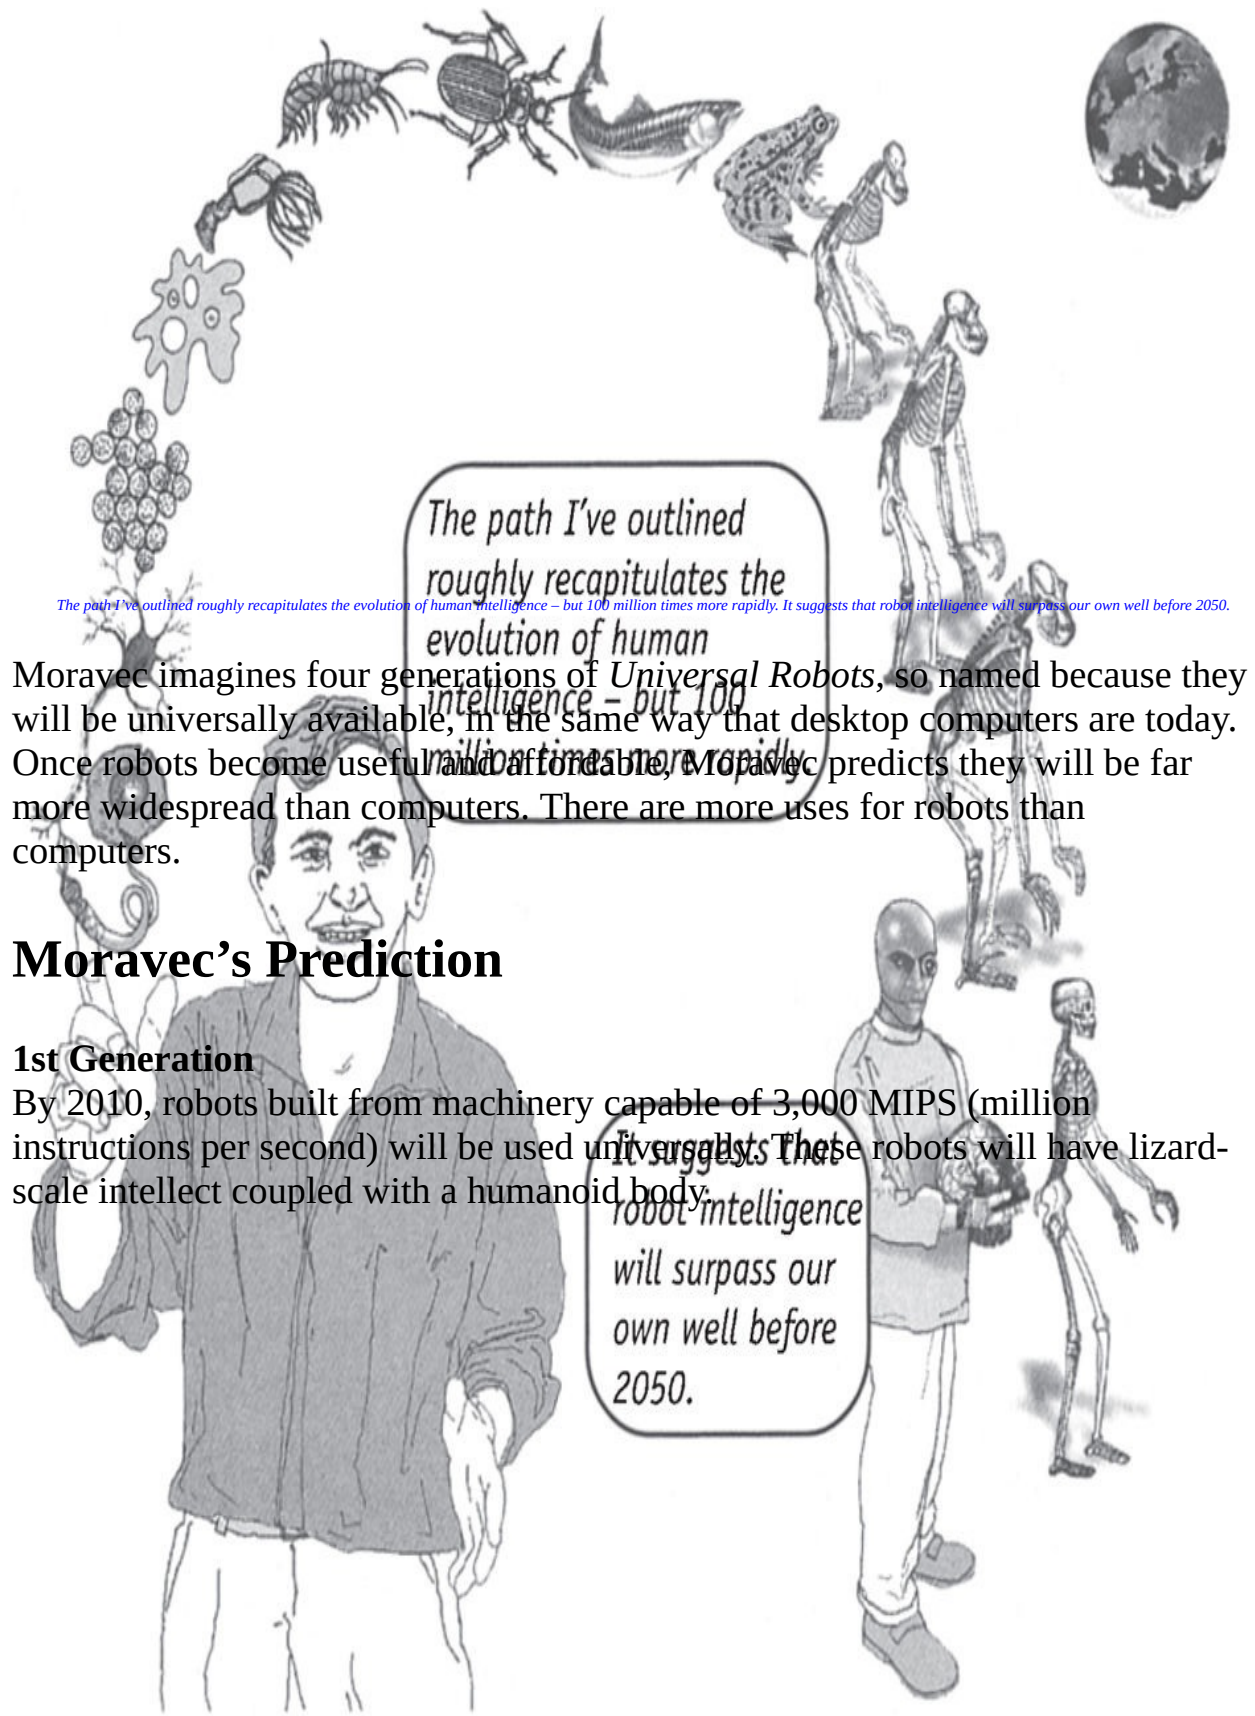 The path I've outlined
roughly recapitulates the
evolution of human
intelligence – but 100
million times more rapidly.
The path I've outlined roughly recapitulates the evolution of human intelligence – but 100 million times more rapidly. It suggests that robot intelligence will surpass our own well before 2050.
Moravec imagines four generations of Universal Robots, so named because they
will be universally available, in the same way that desktop computers are today.
Once robots become useful and affordable, Moravec predicts they will be far
more widespread than computers. There are more uses for robots than
computers.
Moravec’s Prediction
1st Generation
By 2010, robots built from machinery capable of 3,000 MIPS (million
instructions per second) will be used universally. These robots will have lizard-
scale intellect coupled with a humanoid body.
It suggests that
robot intelligence
will surpass our
own well before
2050.